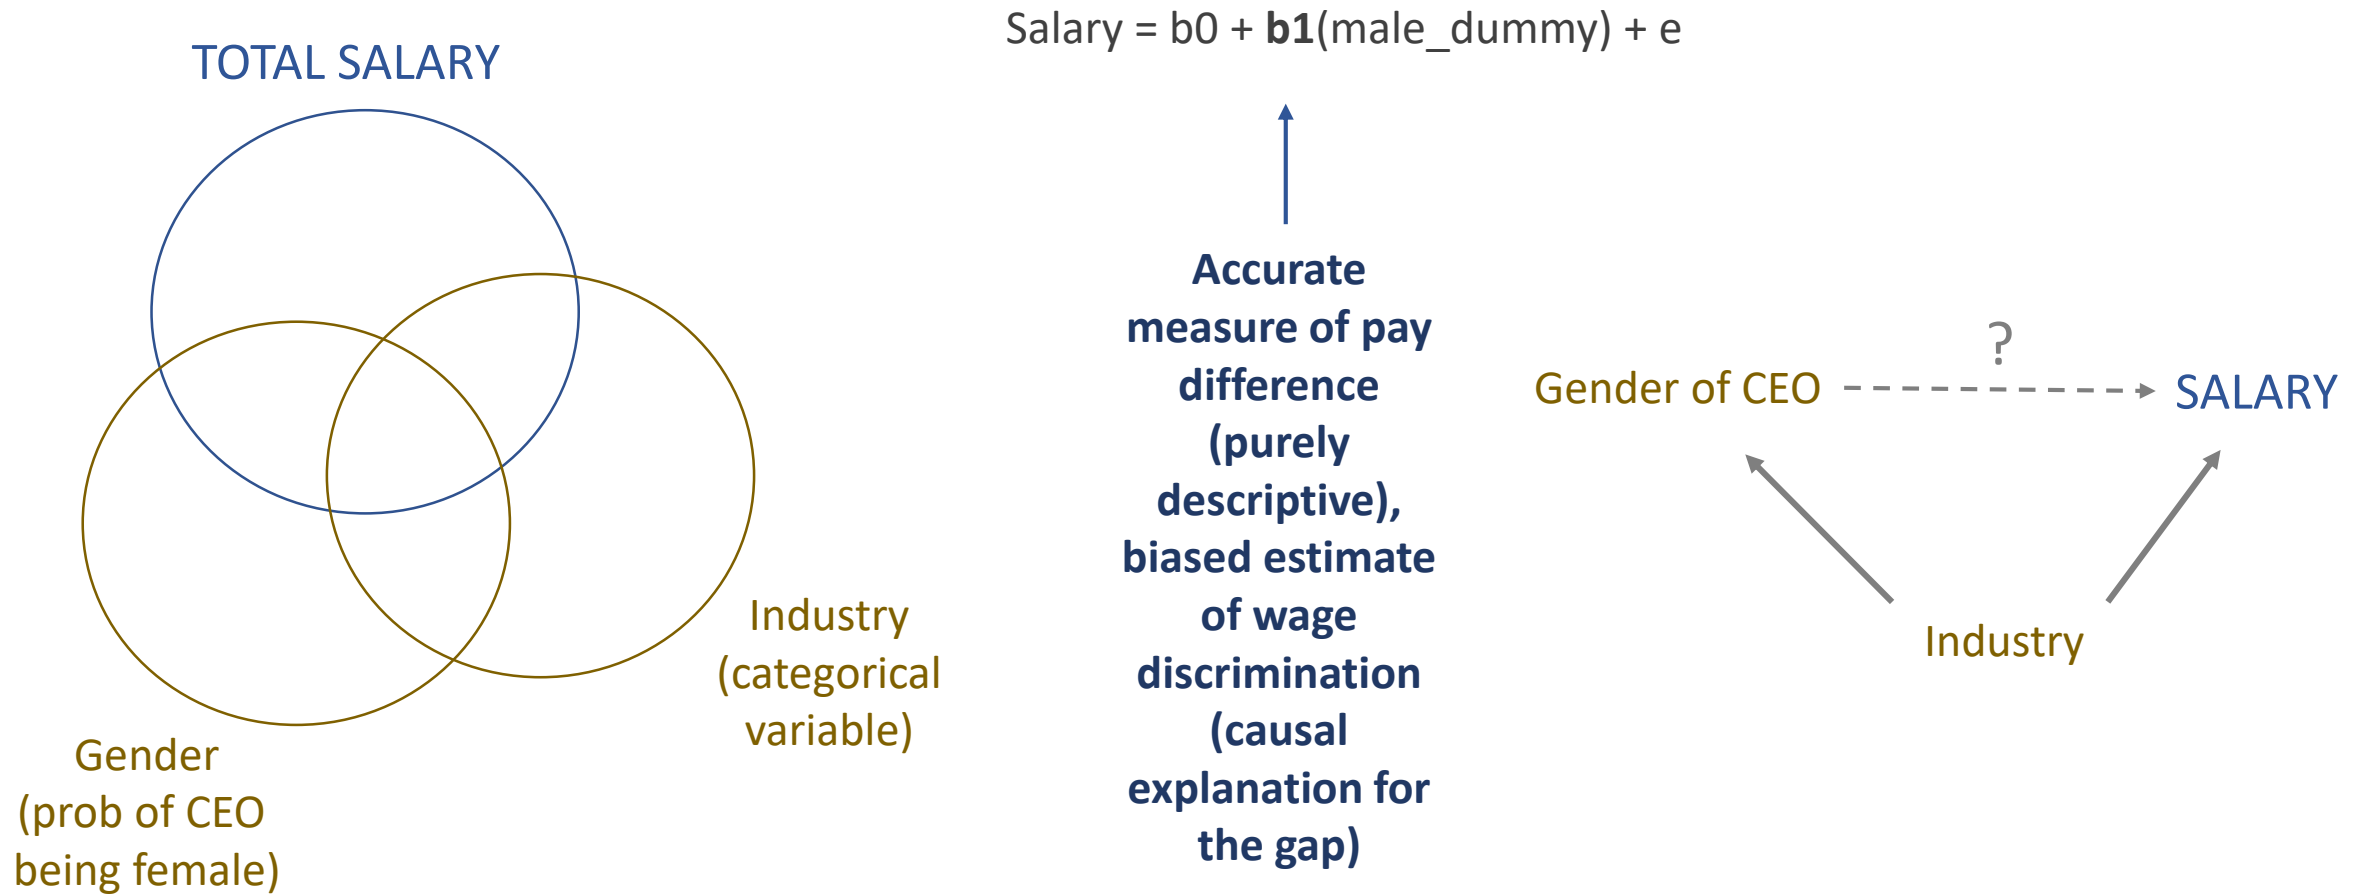 TOTAL SALARY
Gender
(prob of CEO
being female)
Industry
(categorical
variable)
Salary = b0 + b1(male_dummy) + e
Accurate
measure of pay
difference
(purely
descriptive),
biased estimate
of wage
discrimination
(causal
explanation for
the gap)
?
Gender of CEO
SALARY
Industry